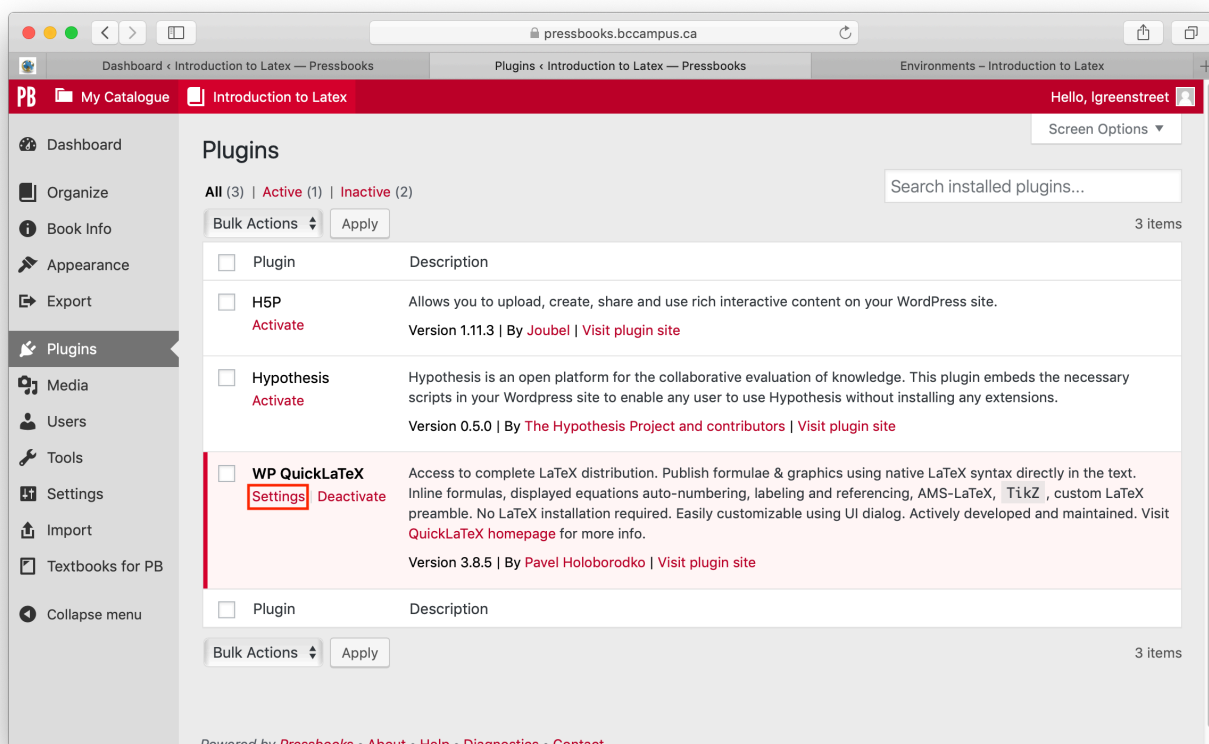 pressbooks.bccampus.ca
Dashboard < Introduction to Latex — Pressbooks
Plugins < Introduction to Latex — Pressbooks
Environments – Introduction to Latex
PB My Catalogue Introduction to Latex Hello, lgreenstreet
Screen Options ▼
Dashboard
Organize
Book Info
Appearance
Export
Plugins
Media
Users
Tools
Settings
Import
Textbooks for PB
Collapse menu
Plugins
All (3) | Active (1) | Inactive (2)
Search installed plugins...
Bulk Actions Apply 3 items
Plugin Description
H5P Allows you to upload, create, share and use rich interactive content on your WordPress site.
Activate
Version 1.11.3 | By Joubel | Visit plugin site
Hypothesis Hypothesis is an open platform for the collaborative evaluation of knowledge. This plugin embeds the necessary
Activate scripts in your Wordpress site to enable any user to use Hypothesis without installing any extensions.
Version 0.5.0 | By The Hypothesis Project and contributors | Visit plugin site
WP QuickLaTeX Access to complete LaTeX distribution. Publish formulae & graphics using native LaTeX syntax directly in the text.
Settings Deactivate Inline formulas, displayed equations auto-numbering, labeling and referencing, AMS-LaTeX, TikZ , custom LaTeX
preamble. No LaTeX installation required. Easily customizable using UI dialog. Actively developed and maintained. Visit
QuickLaTeX homepage for more info.
Version 3.8.5 | By Pavel Holoborodko | Visit plugin site
Plugin Description
Bulk Actions Apply 3 items
Powered by Pressbooks • About • Help • Diagnostics • Contact